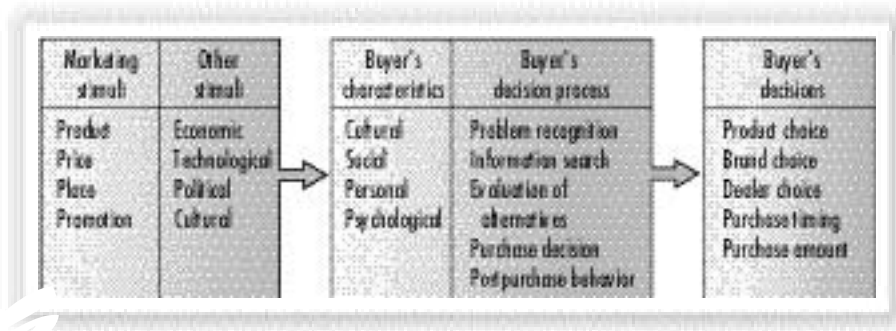 Marketing stimuli
Product
Price
Place
Promotion
Other stimuli
Economic
Technological
Political
Cultural
Buyer's characteristics
Cultural
Social
Personal
Psychological
Buyer's decision process
Problem recognition
Information search
Evaluation of
alternatives
Purchase decision
Postpurchase behavior
Buyer's decisions
Product choice
Brand choice
Dealer choice
Purchase timing
Purchase amount